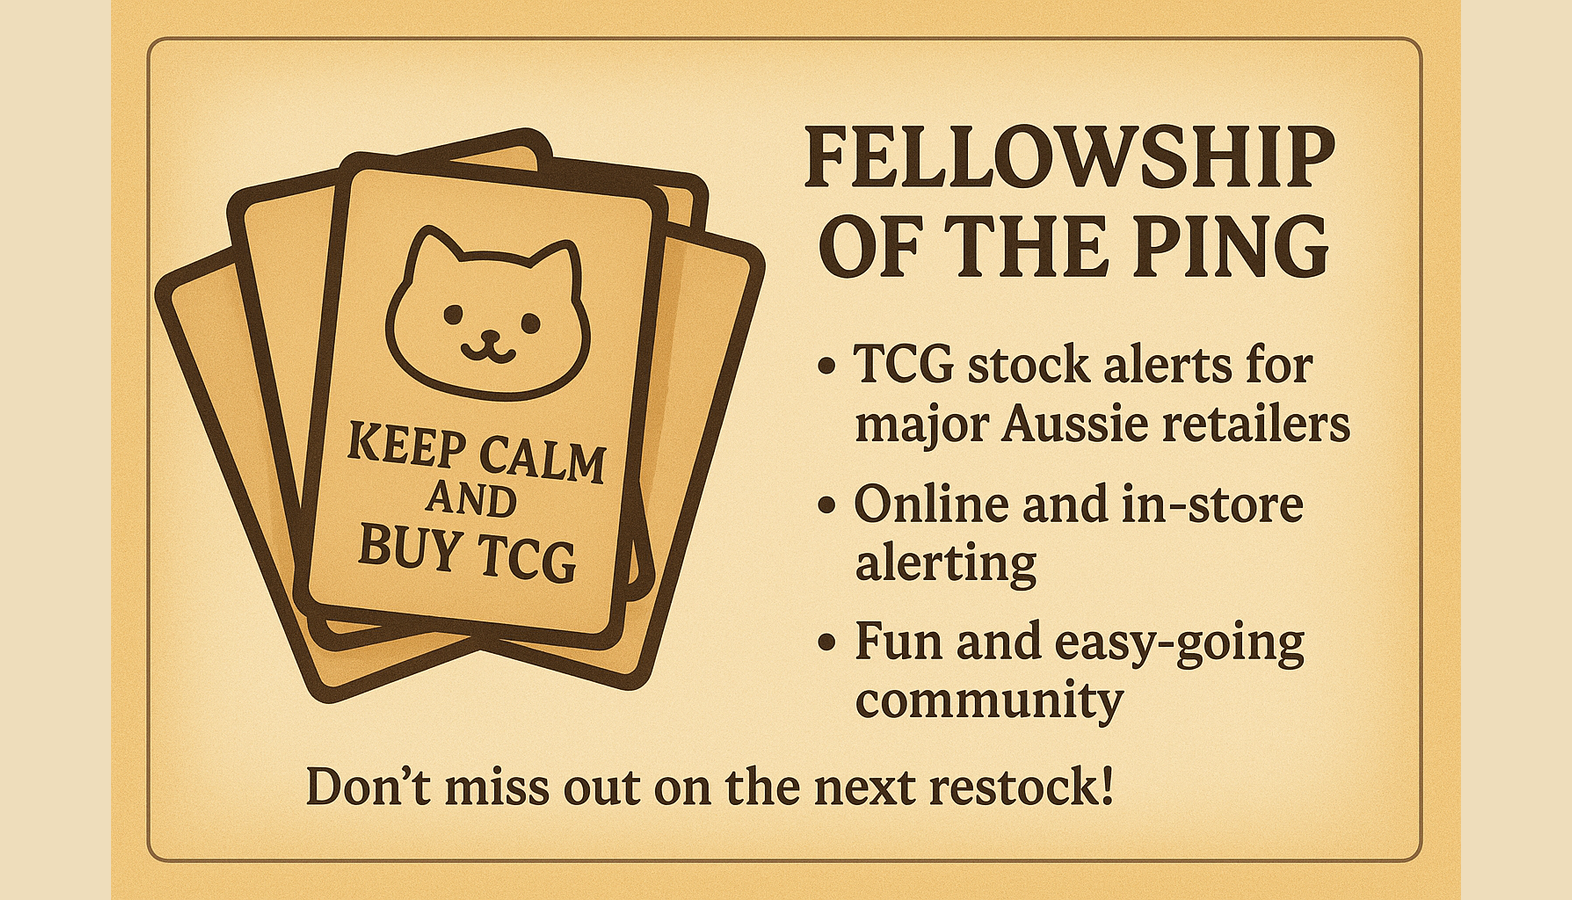 KEEP CALM
AND
BUY TCG
FELLOWSHIP
OF THE PING
• TCG stock alerts for
major Aussie retailers
• Online and in-store
alerting
• Fun and easy-going
community
Don’t miss out on the next restock!